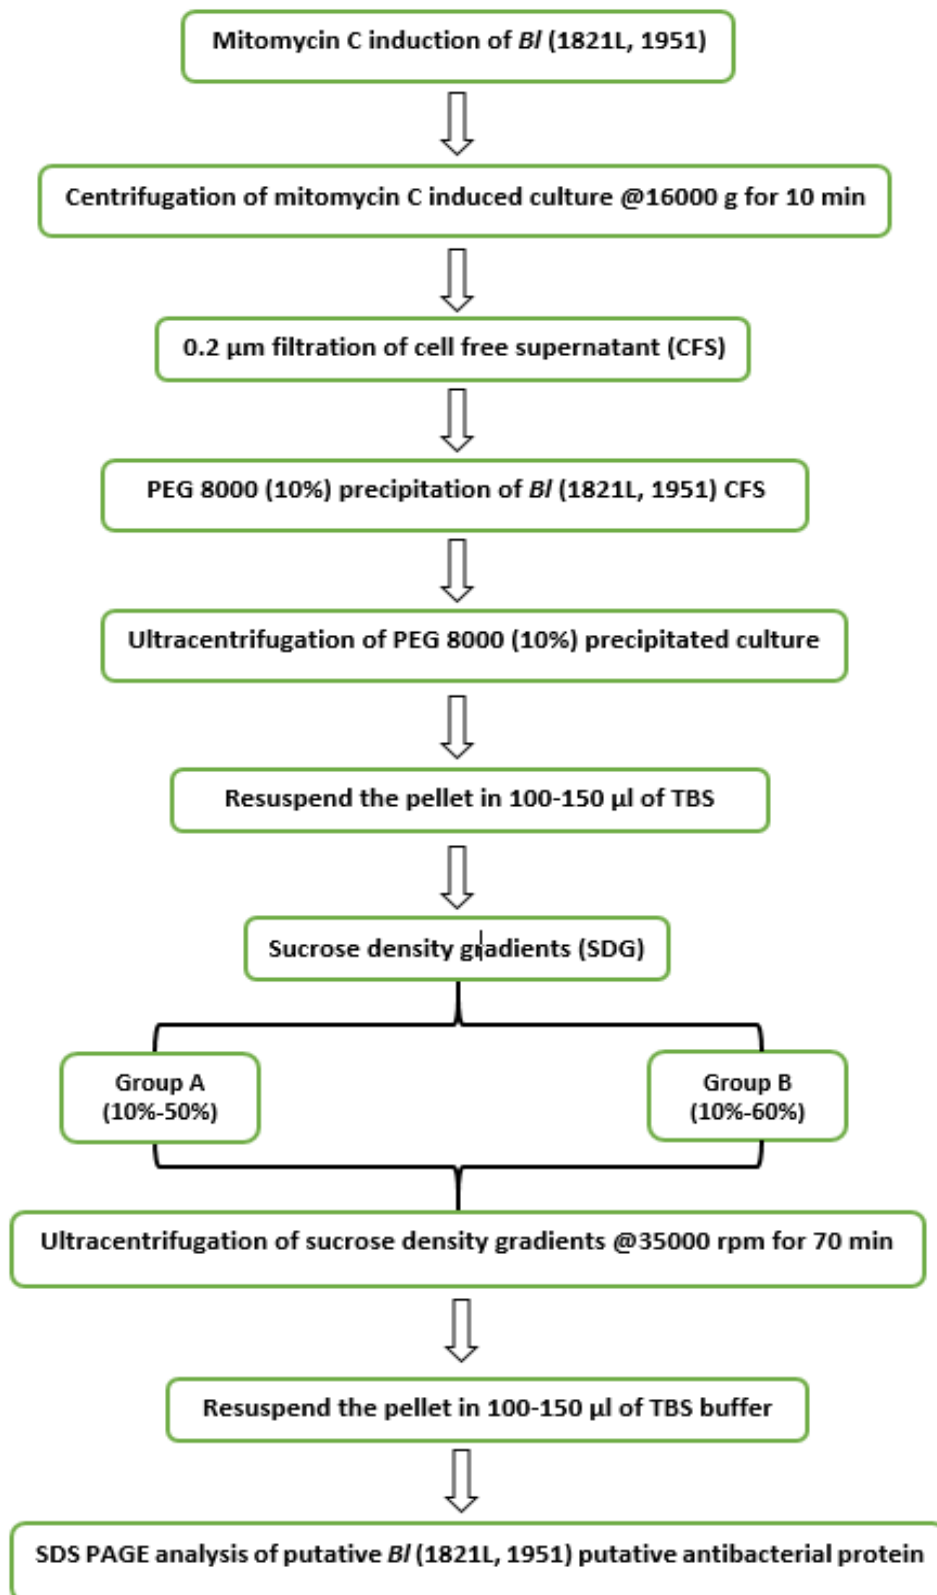 Mitomycin C induction of Bl (1821L, 1951)
Centrifugation of mitomycin C induced culture @16000 g for 10 min
0.2 µm filtration of cell free supernatant (CFS)
PEG 8000 (10%) precipitation of Bl (1821L, 1951) CFS
Ultracentrifugation of PEG 8000 (10%) precipitated culture
Resuspend the pellet in 100-150 µl of TBS
Sucrose density gradients (SDG)
Group A
(10%-50%)
Group B
(10%-60%)
Ultracentrifugation of sucrose density gradients @35000 rpm for 70 min
Resuspend the pellet in 100-150 µl of TBS buffer
SDS PAGE analysis of putative Bl (1821L, 1951) putative antibacterial protein